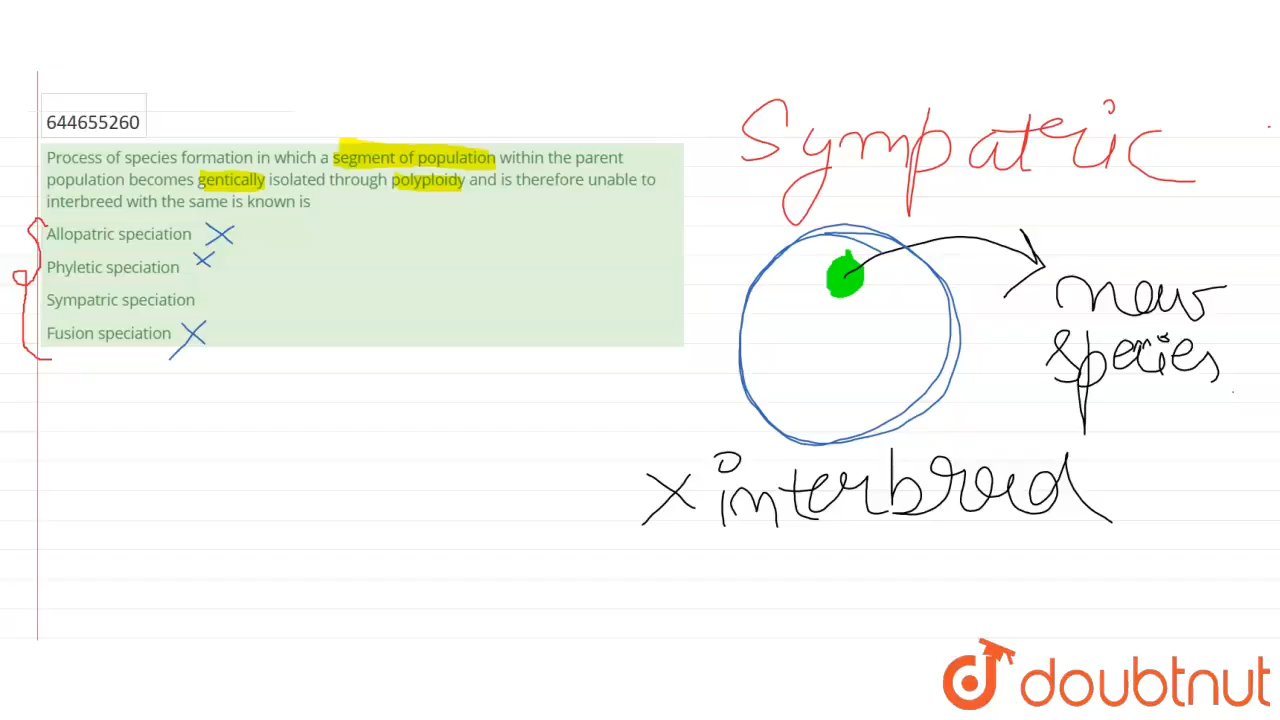 644655260
Process of species formation in which a segment of population within the parent
population becomes gentically isolated through polyploidy and is therefore unable to
interbreed with the same is known is
Allopatric speciation
Phyletic speciation
Sympatric speciation
Fusion speciation
Sympatric
new
species
x interbreed
doubtnut